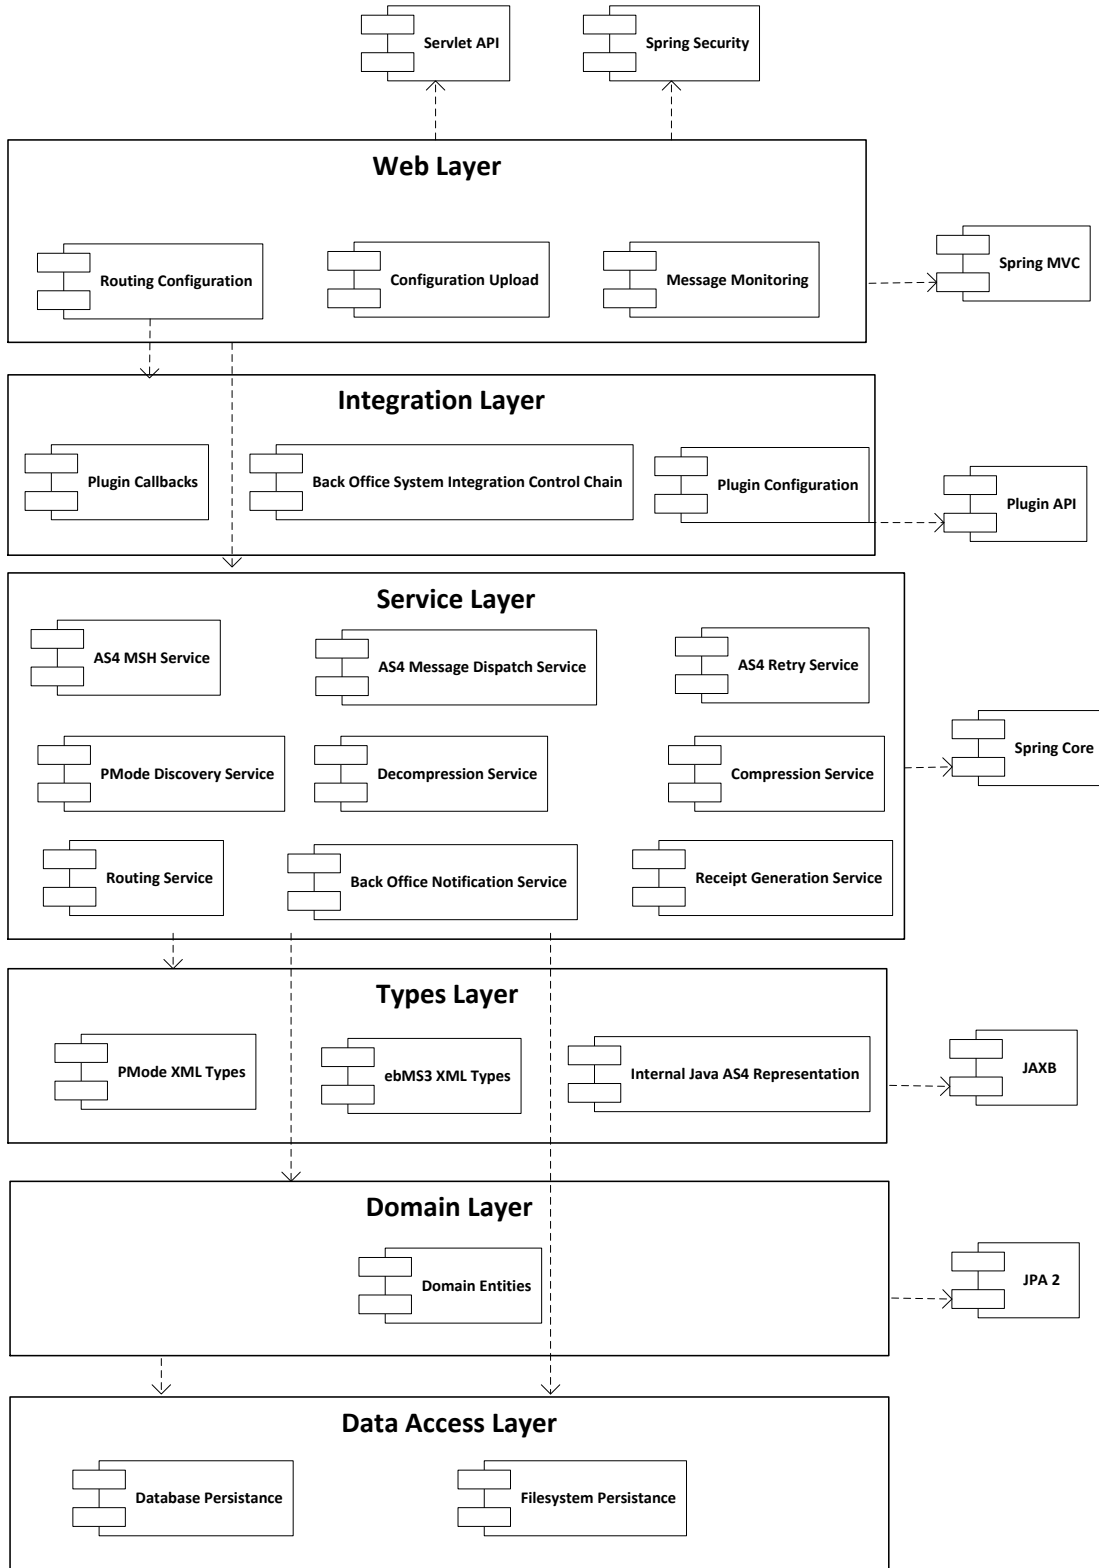 Servlet API
Spring Security
Web Layer
Routing Configuration
Configuration Upload
Message Monitoring
Spring MVC
Integration Layer
Plugin Callbacks
Back Office System Integration Control Chain
Plugin Configuration
Plugin API
Service Layer
AS4 MSH Service
AS4 Message Dispatch Service
AS4 Retry Service
PMode Discovery Service
Decompression Service
Compression Service
Spring Core
Routing Service
Back Office Notification Service
Receipt Generation Service
Types Layer
PMode XML Types
ebMS3 XML Types
Internal Java AS4 Representation
JAXB
Domain Layer
Domain Entities
JPA 2
Data Access Layer
Database Persistance
Filesystem Persistance